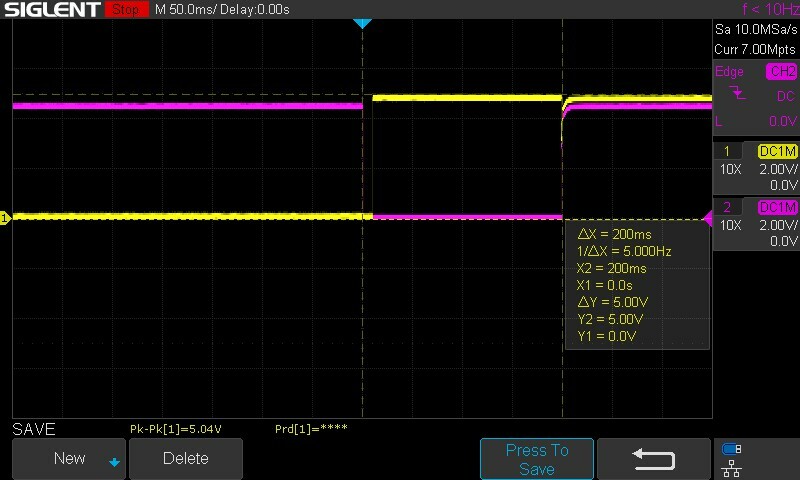 SIGLENT Stop M 50.0ms/ Delay:0.00s f < 10Hz
Sa 10.0MSa/s
Curr 7.00Mpts
Edge CH2
DC
L 0.0V
1 DC1M
10X 2.00V/
0.0V
2 DC1M
10X 2.00V/
0.0V
1
ΔX = 200ms
1/ΔX = 5.000Hz
X2 = 200ms
X1 = 0.0s
ΔY = 5.00V
Y2 = 5.00V
Y1 = 0.0V
SAVE Pk-Pk[1]=5.04V Prd[1]=****
New Delete Press To
Save